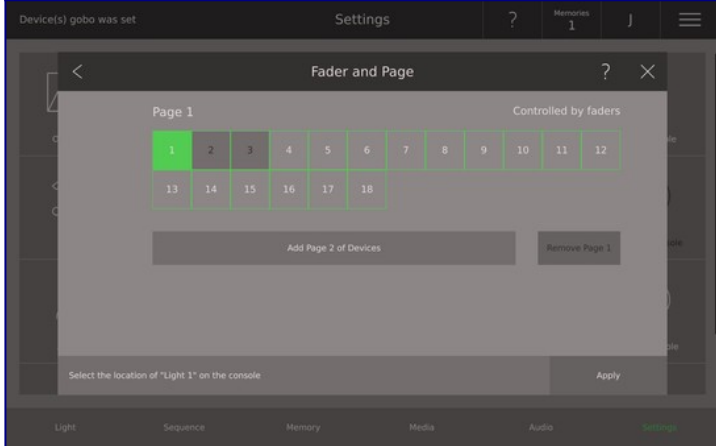 Device(s) gobo was set
Settings
?
Memories
1
J
Fader and Page
?
Page 1
Controlled by faders
1 2 3 4 5 6 7 8 9 10 11 12
13 14 15 16 17 18
Add Page 2 of Devices
Remove Page 1
Select the location of "Light 1" on the console
Apply
Light
Sequence
Memory
Media
Audio
Settings